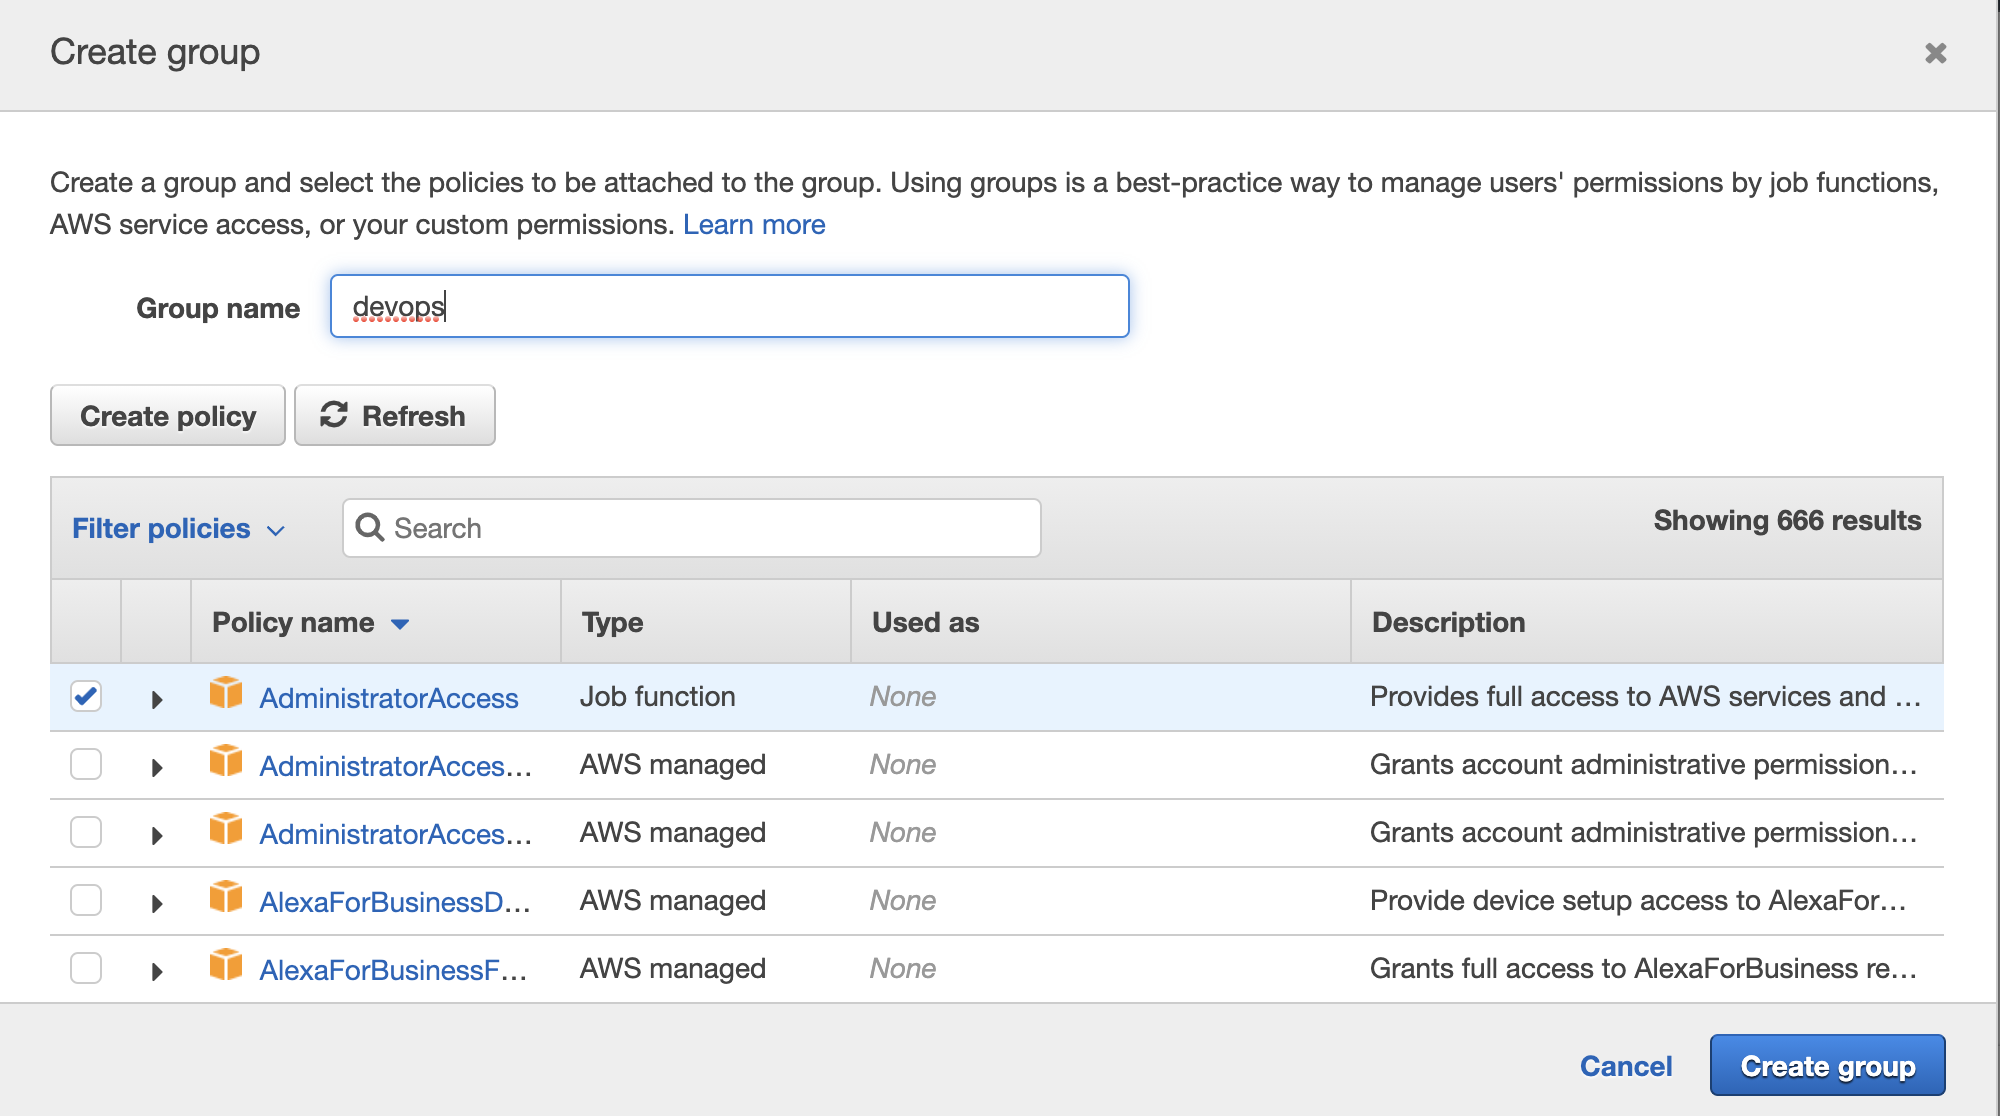 Create group
Create a group and select the policies to be attached to the group. Using groups is a best-practice way to manage users' permissions by job functions,
AWS service access, or your custom permissions. Learn more
Group name devops
Create policy Refresh
Filter policies Search Showing 666 results
Policy name Type Used as Description
AdministratorAccess Job function None Provides full access to AWS services and …
AdministratorAcces… AWS managed None Grants account administrative permission…
AdministratorAcces… AWS managed None Grants account administrative permission…
AlexaForBusinessD… AWS managed None Provide device setup access to AlexaFor…
AlexaForBusinessF… AWS managed None Grants full access to AlexaForBusiness re…
Cancel Create group